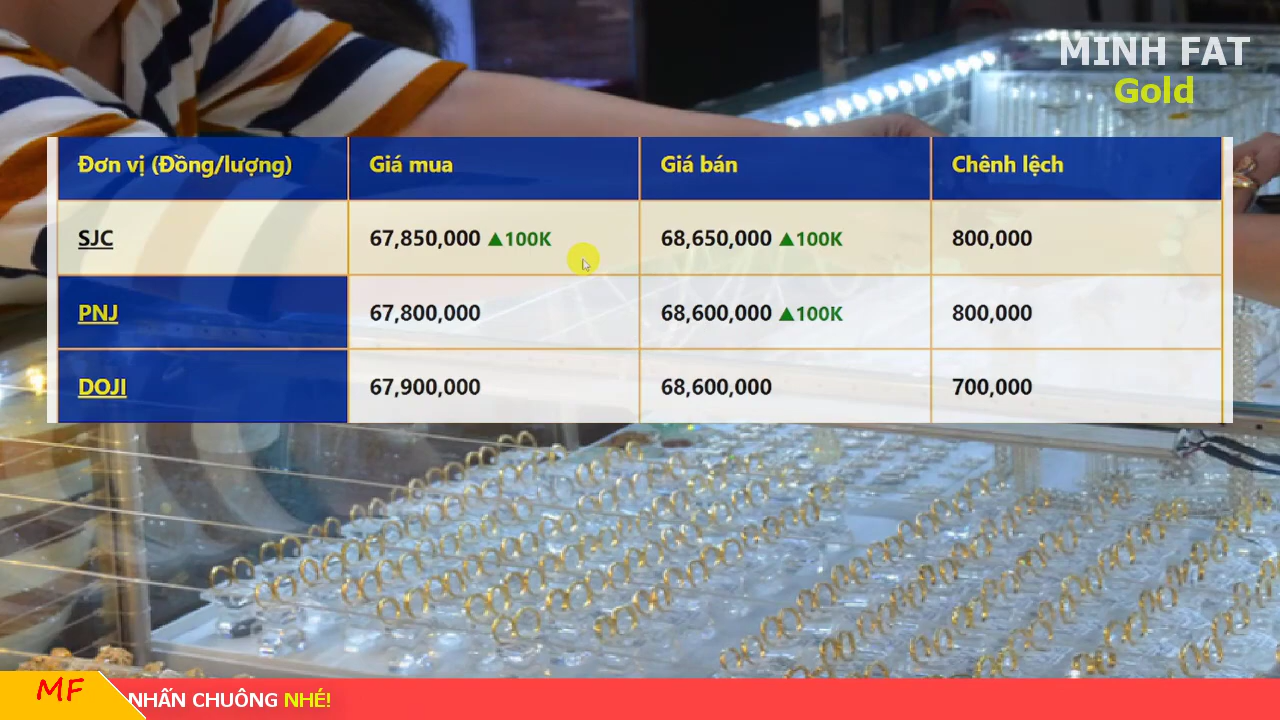 MINH FAT
Gold
Đơn vị (Đồng/lượng) Giá mua Giá bán Chênh lệch
SJC 67,850,000 ▲100K 68,650,000 ▲100K 800,000
PNJ 67,800,000 68,600,000 ▲100K 800,000
DOJI 67,900,000 68,600,000 700,000
MF NHẤN CHUÔNG NHÉ!